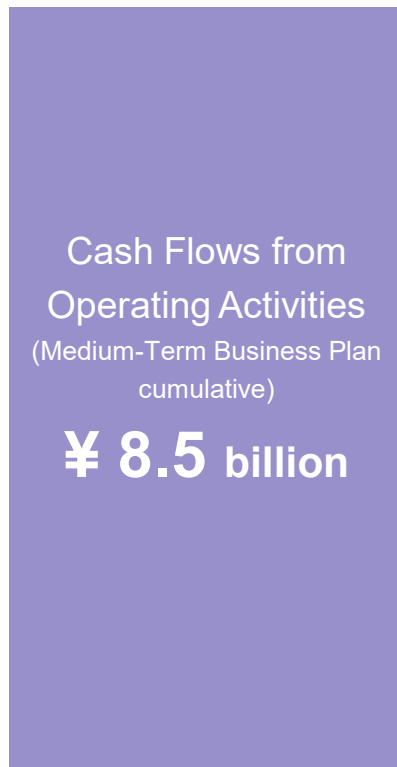 Cash Flows from
Operating Activities
(Medium-Term Business Plan
cumulative)
¥ 8.5 billion